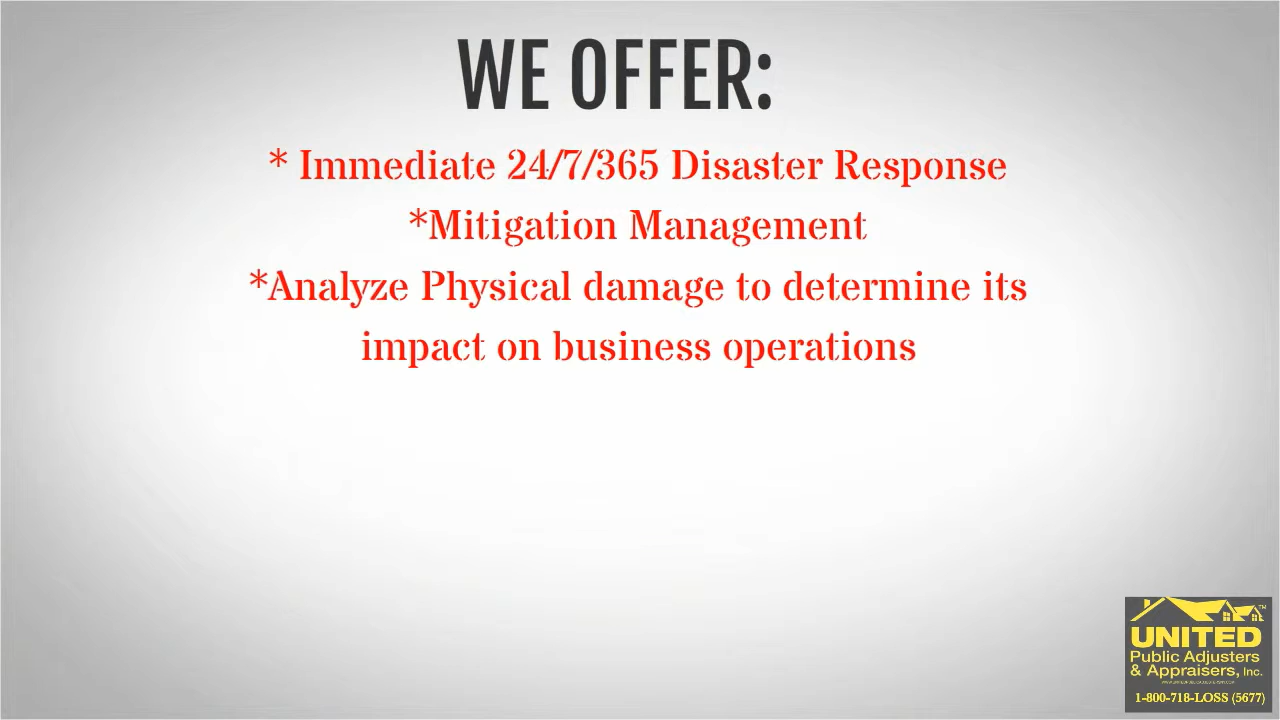 WE OFFER:
* Immediate 24/7/365 Disaster Response
*Mitigation Management
*Analyze Physical damage to determine its
impact on business operations
TM
UNITED
Public Adjusters
& Appraisers, Inc.
1-800-718-LOSS (5677)